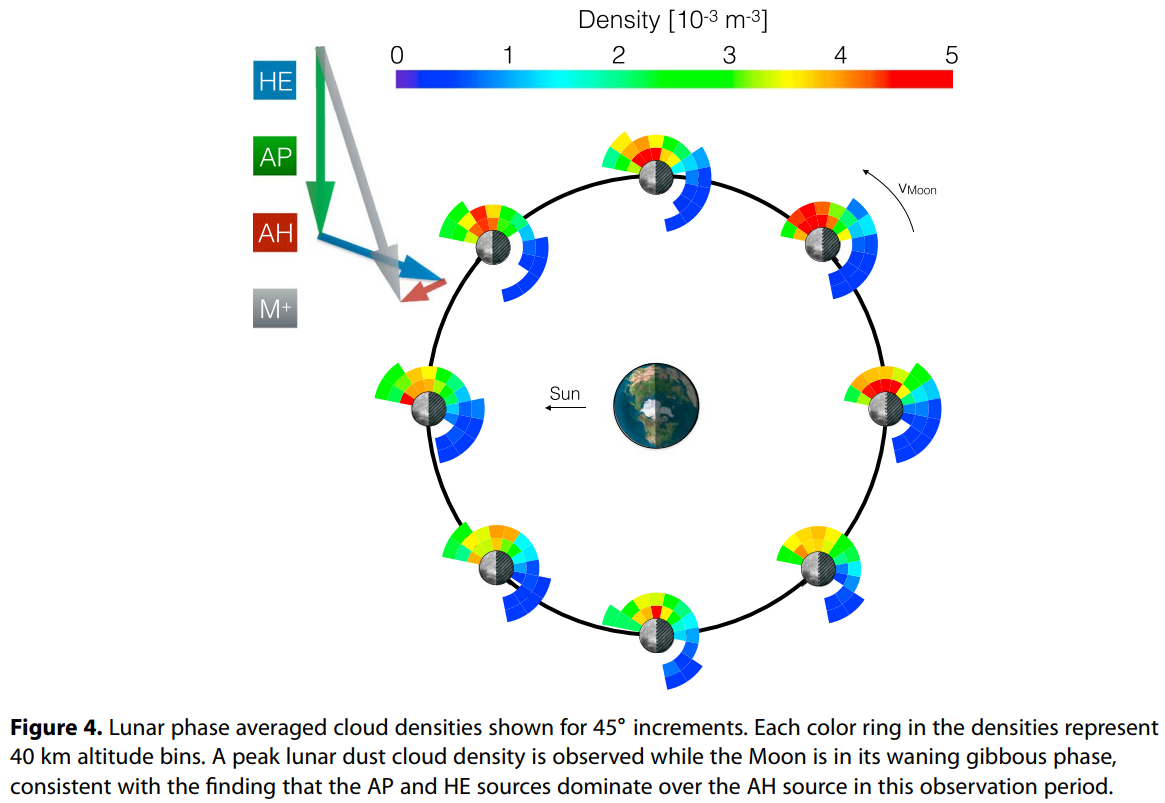 Density [10-3 m-3]
0 1 2 3 4 5
HE
AP
AH
M+
vMoon
Sun
Figure 4. Lunar phase averaged cloud densities shown for 45° increments. Each color ring in the densities represent
40 km altitude bins. A peak lunar dust cloud density is observed while the Moon is in its waning gibbous phase,
consistent with the finding that the AP and HE sources dominate over the AH source in this observation period.